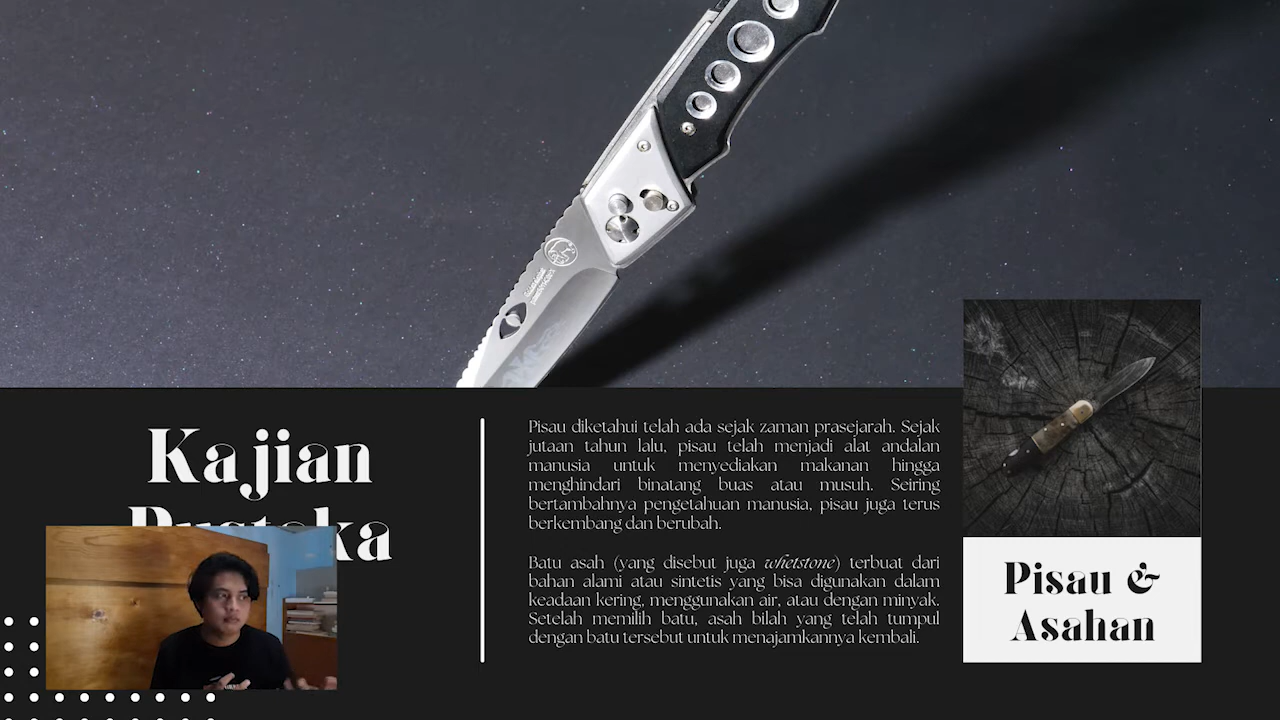 Kajian
Pustaka
Pisau diketahui telah ada sejak zaman prasejarah. Sejak
jutaan tahun lalu, pisau telah menjadi alat andalan
manusia untuk menyediakan makanan hingga
menghindari binatang buas atau musuh. Seiring
bertambahnya pengetahuan manusia, pisau juga terus
berkembang dan berubah.
Batu asah (yang disebut juga whetstone) terbuat dari
bahan alami atau sintetis yang bisa digunakan dalam
keadaan kering, menggunakan air, atau dengan minyak.
Setelah memilih batu, asah bilah yang telah tumpul
dengan batu tersebut untuk menajamkannya kembali.
Pisau &
Asahan